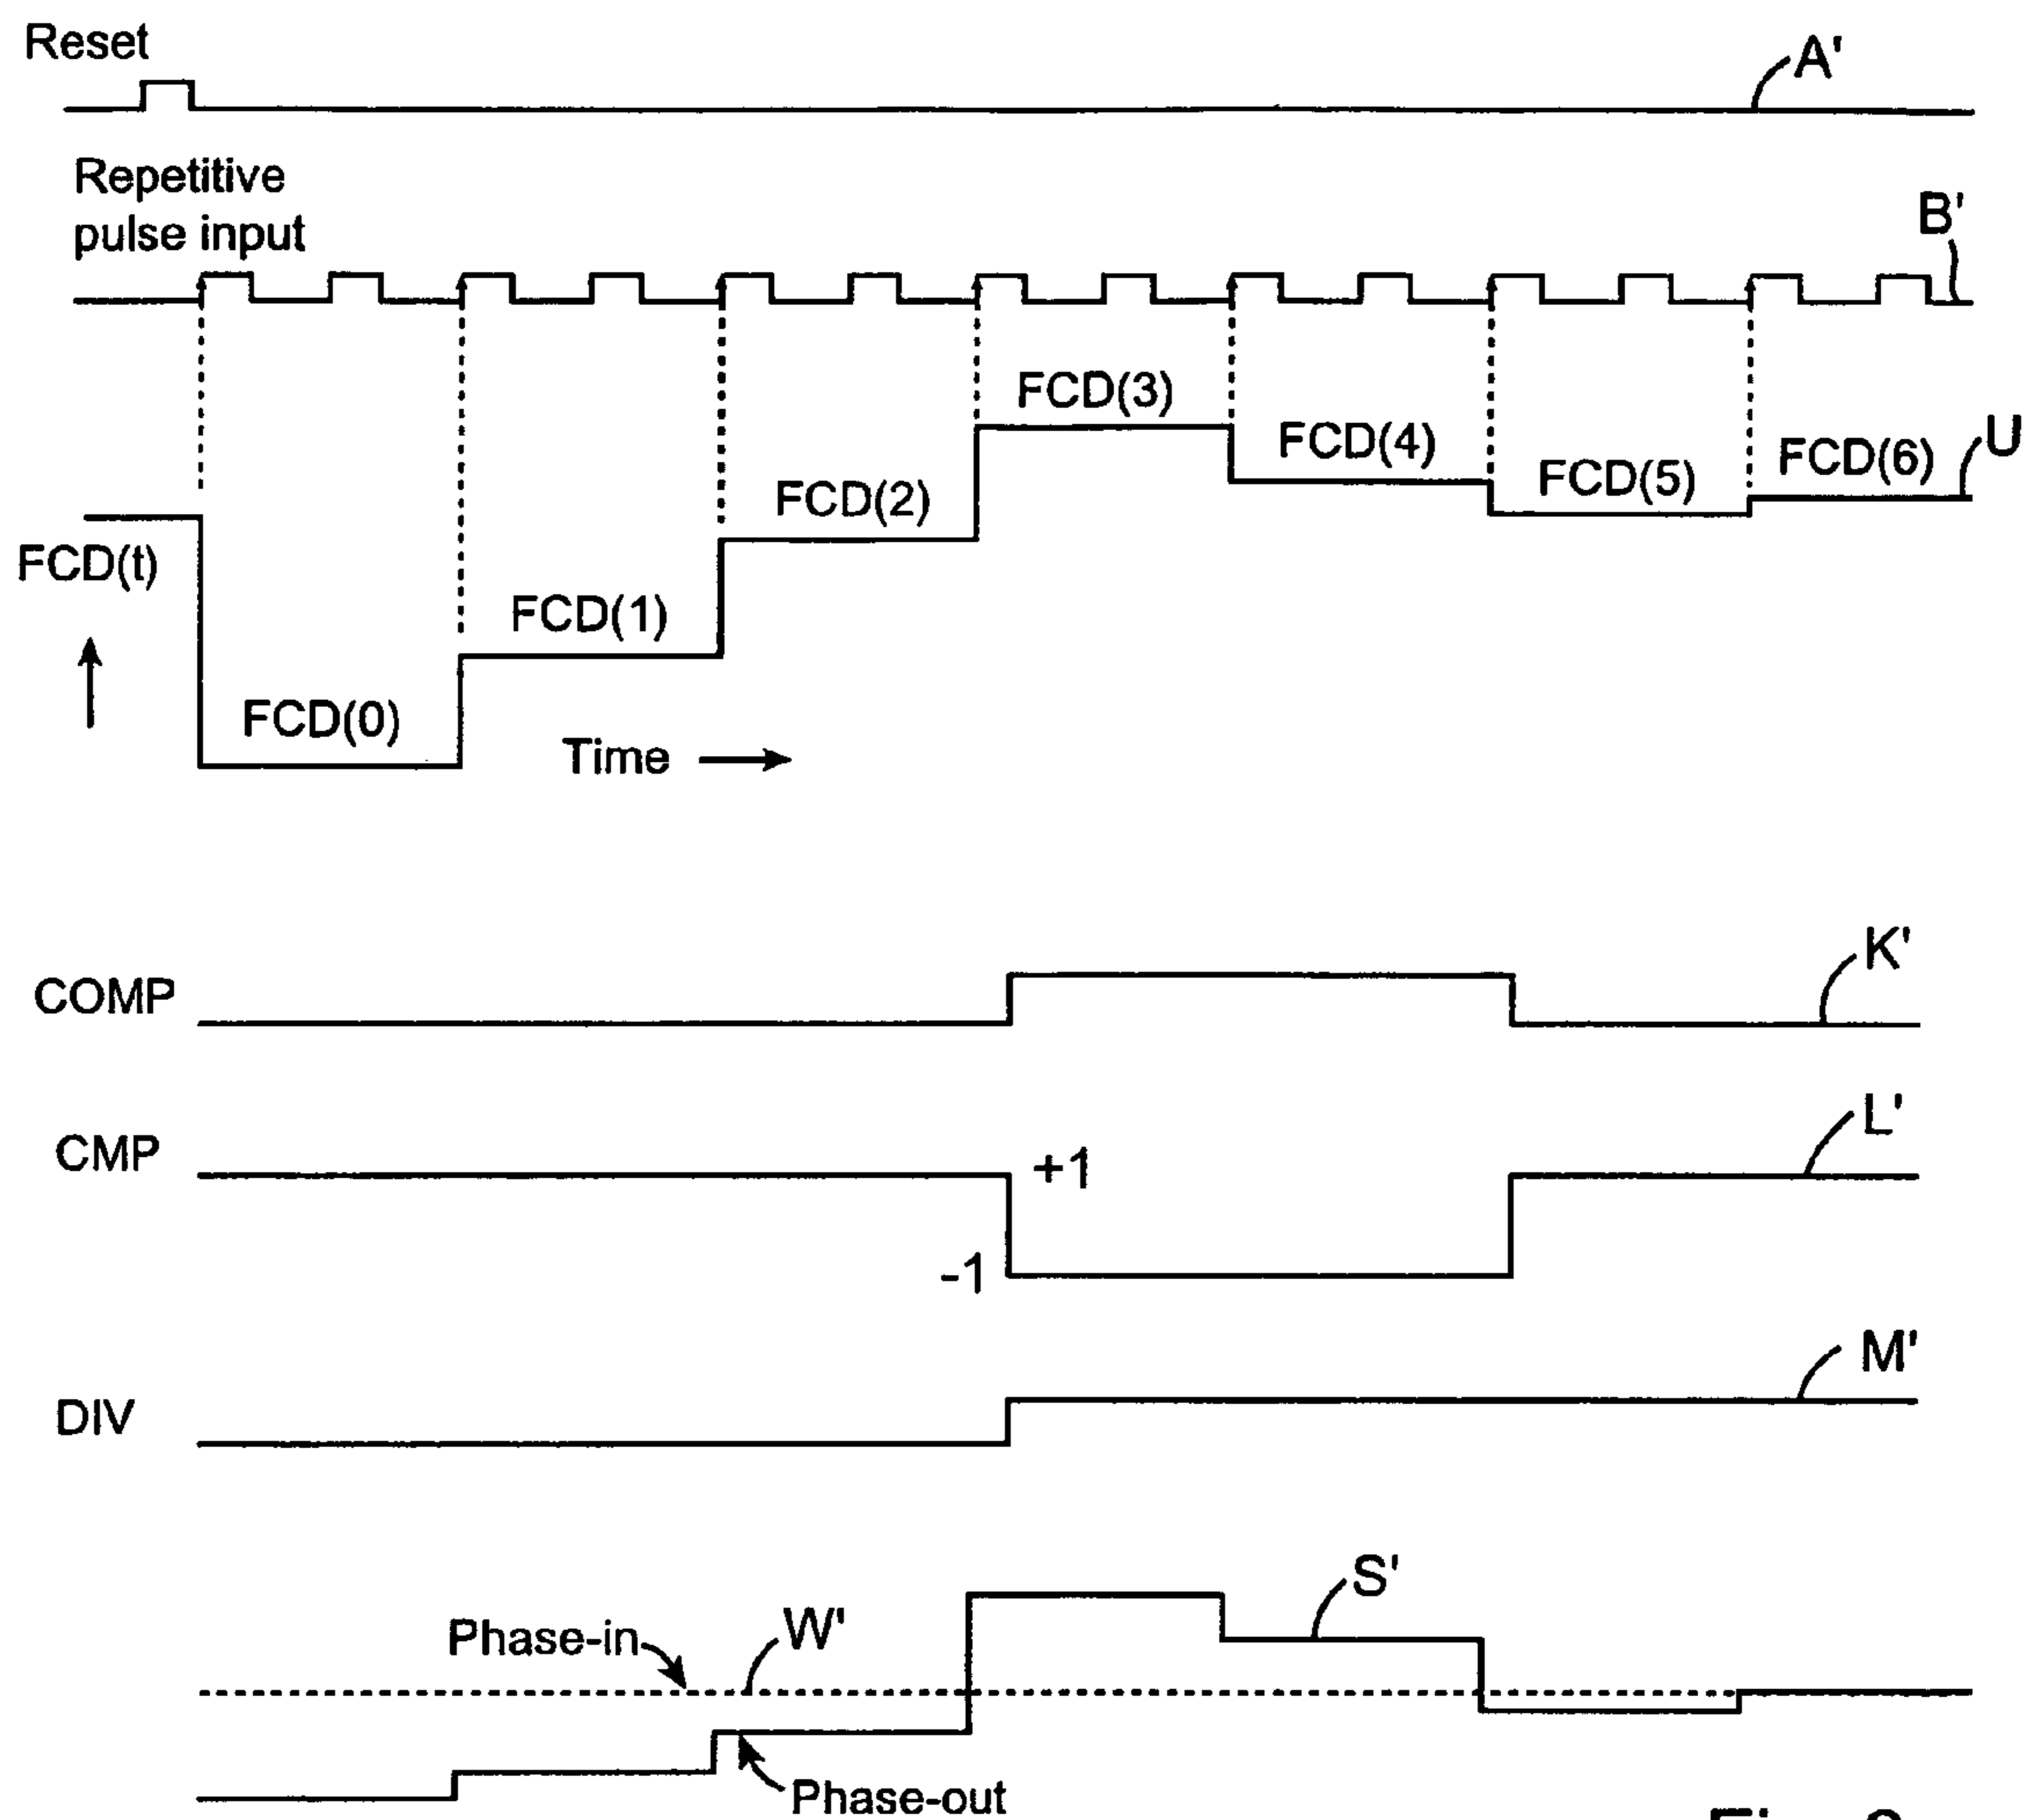 Reset
A'
Repetitive
pulse input
B'
FCD(3)
FCD(4)
FCD(5)
FCD(6)
U
FCD(2)
FCD(t)
FCD(1)
FCD(0)
Time
COMP
K'
CMP
+1
-1
L'
DIV
M'
Phase-in
W'
S'
Phase-out